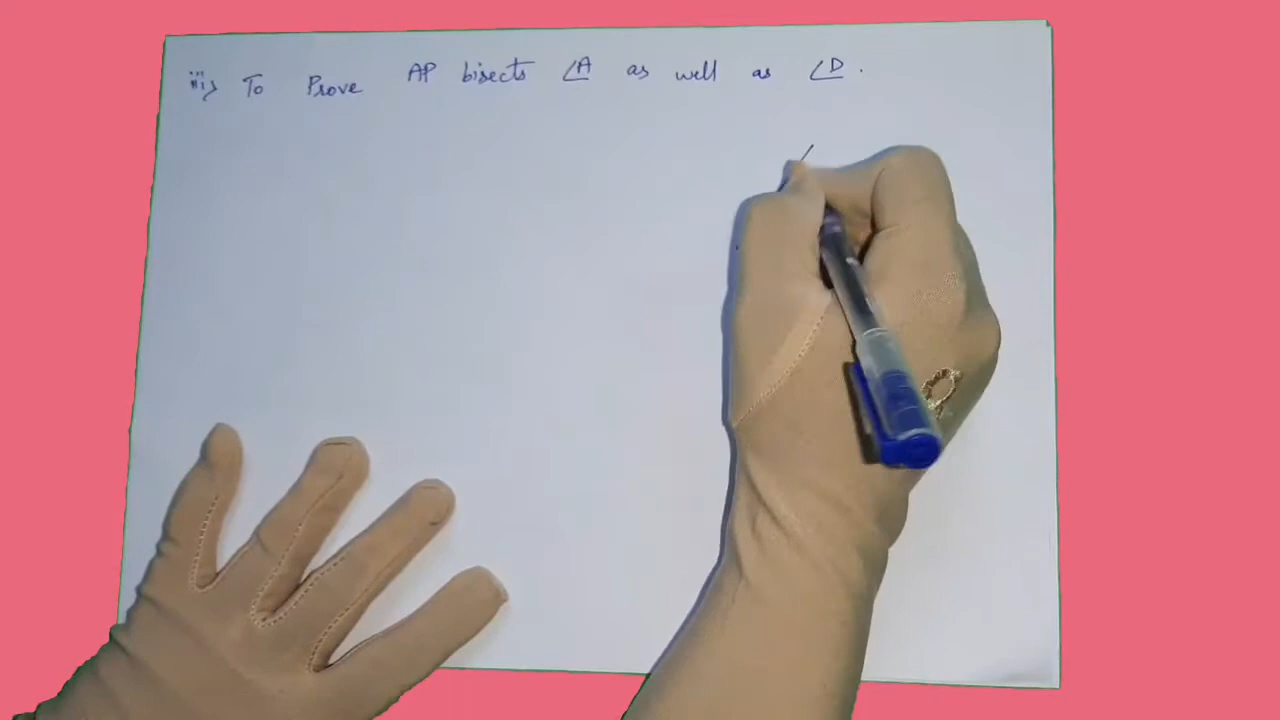 iii> To Prove AP bisects ∠A as well as ∠D.